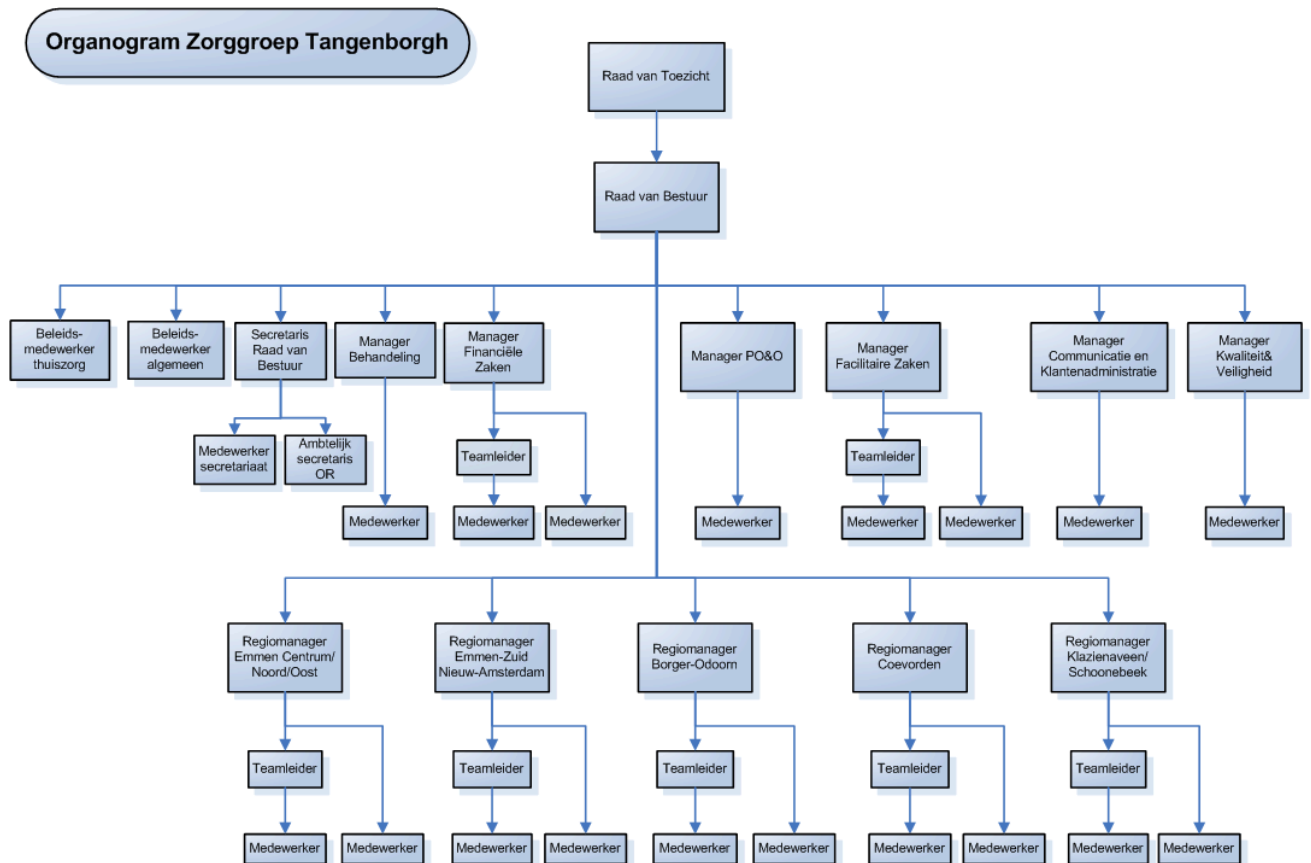 Organogram Zorggroep Tangenborgh
Raad van Toezicht
Raad van Bestuur
Beleids-
medewerker
thuiszorg
Beleids-
medewerker
algemeen
Secretaris
Raad van
Bestuur
Manager
Behandeling
Manager
Financiële
Zaken
Manager PO&O
Manager
Facilitaire Zaken
Manager
Communicatie en
Klantenadministratie
Manager
Kwaliteit&
Veiligheid
Medewerker
secretariaat
Ambtelijk
secretaris
OR
Teamleider
Teamleider
Medewerker
Medewerker
Medewerker
Medewerker
Medewerker
Medewerker
Medewerker
Medewerker
Regiomanager
Emmen Centrum/
Noord/Oost
Regiomanager
Emmen-Zuid
Nieuw-Amsterdam
Regiomanager
Borger-Odoorn
Regiomanager
Coevorden
Regiomanager
Klazienaveen/
Schoonebeek
Teamleider
Teamleider
Teamleider
Teamleider
Teamleider
Medewerker
Medewerker
Medewerker
Medewerker
Medewerker
Medewerker
Medewerker
Medewerker
Medewerker
Medewerker